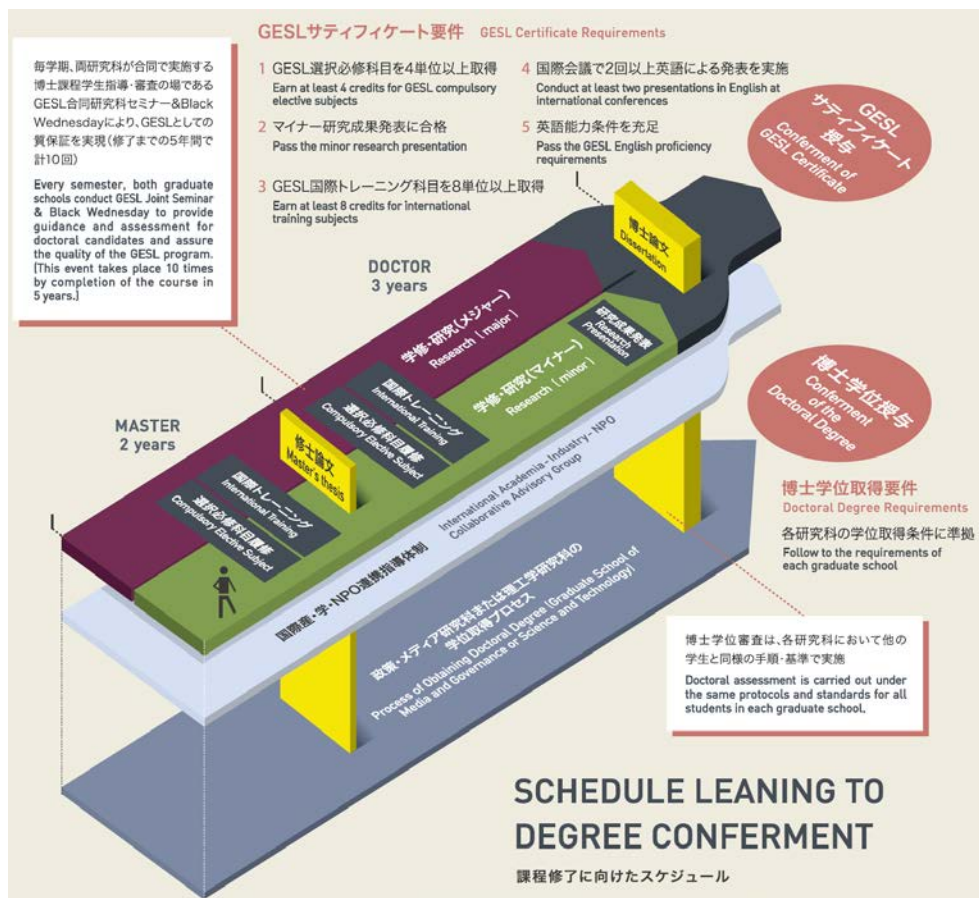 GESLサティフィケート要件 GESL Certificate Requirements
1 GESL選択必修科目を4単位以上取得
Earn at least 4 credits for GESL compulsory
elective subjects
2 マイナー研究成果発表に合格
Pass the minor research presentation
3 GESL国際トレーニング科目を8単位以上取得
Earn at least 8 credits for international
training subjects
4 国際会議で2回以上英語による発表を実施
Conduct at least two presentations in English at
international conferences
5 英語能力条件を充足
Pass the GESL English proficiency
requirements
毎学期、両研究科が合同で実施する
博士課程学生指導・審査の場である
GESL合同研究科セミナー&Black
Wednesdayにより、GESLとしての
質保証を実現(修了までの5年間で
計10回)
Every semester, both graduate
schools conduct GESL Joint Seminar
& Black Wednesday to provide
guidance and assessment for
doctoral candidates and assure
the quality of the GESL program.
(This event takes place 10 times
by completion of the course in
5 years.)
GESL
サティフィケート
授与
Conferment of
GESL Certificate
博士論文
Dissertation
DOCTOR
3 years
学修・研究(メジャー)
Research (major)
研究成果発表
Research
Presentation
学修・研究(マイナー)
Research (minor)
国際トレーニング
International Training
選択必修科目履修
Compulsory Elective Subject
MASTER
2 years
修士論文
Master's thesis
国際トレーニング
International Training
選択必修科目履修
Compulsory Elective Subject
国際産・学・NPO連携指導体制
International Academia-Industry-NPO
Collaborative Advisory Group
博士学位授与
Conferment
of the
Doctoral Degree
博士学位取得要件
Doctoral Degree Requirements
各研究科の学位取得条件に準拠
Follow to the requirements of
each graduate school
政策・メディア研究科または理工学研究科の
学位取得プロセス
Process of Obtaining Doctoral Degree (Graduate School of
Media and Governance or Science and Technology)
博士学位審査は、各研究科において他の
学生と同様の手順・基準で実施
Doctoral assessment is carried out under
the same protocols and standards for all
students in each graduate school.
SCHEDULE LEANING TO
DEGREE CONFERMENT
課程修了に向けたスケジュール